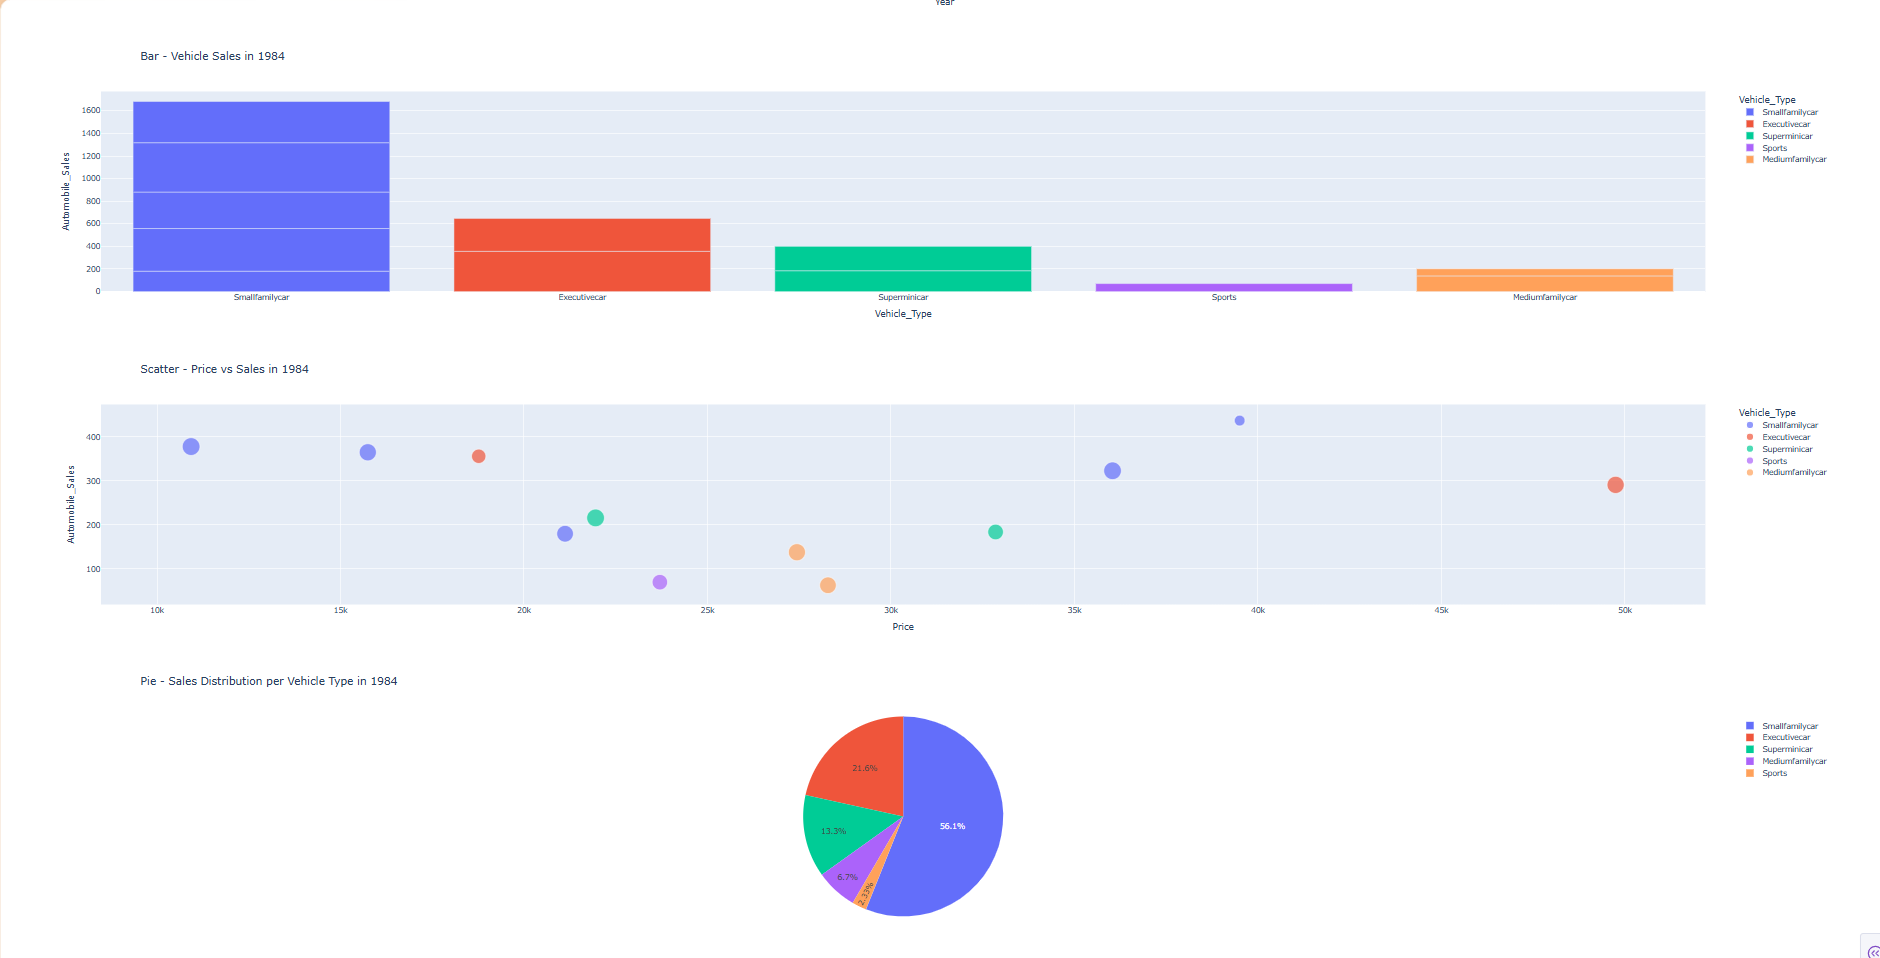 Year
Bar - Vehicle Sales in 1984
Vehicle_Type
Smallfamilycar
Executivecar
Superminicar
Sports
Mediumfamilycar
Automobile_Sales
1600
1400
1200
1000
800
600
400
200
0
Smallfamilycar Executivecar Superminicar Sports Mediumfamilycar
Vehicle_Type
Scatter - Price vs Sales in 1984
Vehicle_Type
Smallfamilycar
Executivecar
Superminicar
Sports
Mediumfamilycar
Automobile_Sales
400
300
200
100
10k 15k 20k 25k 30k 35k 40k 45k 50k
Price
Pie - Sales Distribution per Vehicle Type in 1984
Smallfamilycar
Executivecar
Superminicar
Mediumfamilycar
Sports
21.6%
56.1%
13.3%
6.7%
2.33%